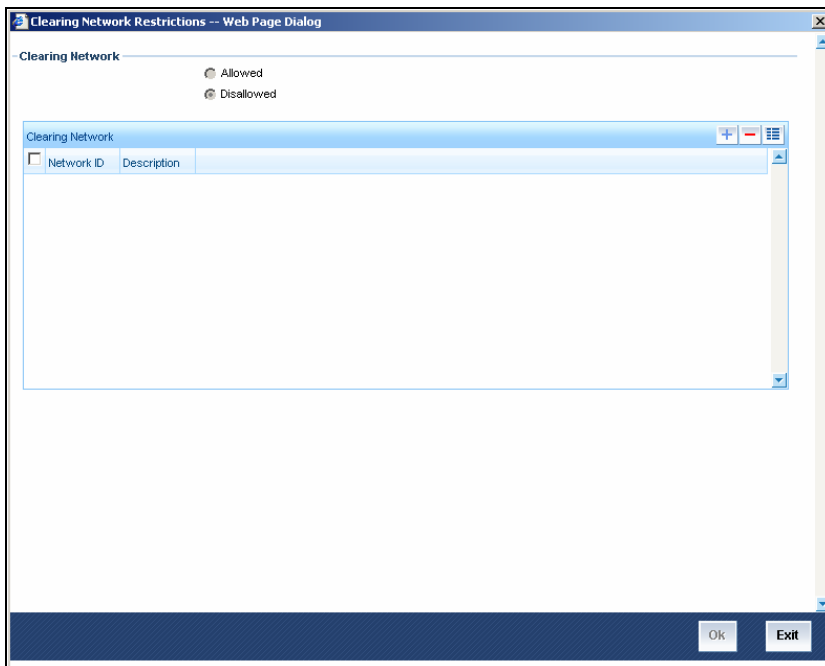 Clearing Network Restrictions -- Web Page Dialog
Clearing Network
Allowed
Disallowed
Clearing Network
Network ID Description
Ok Exit